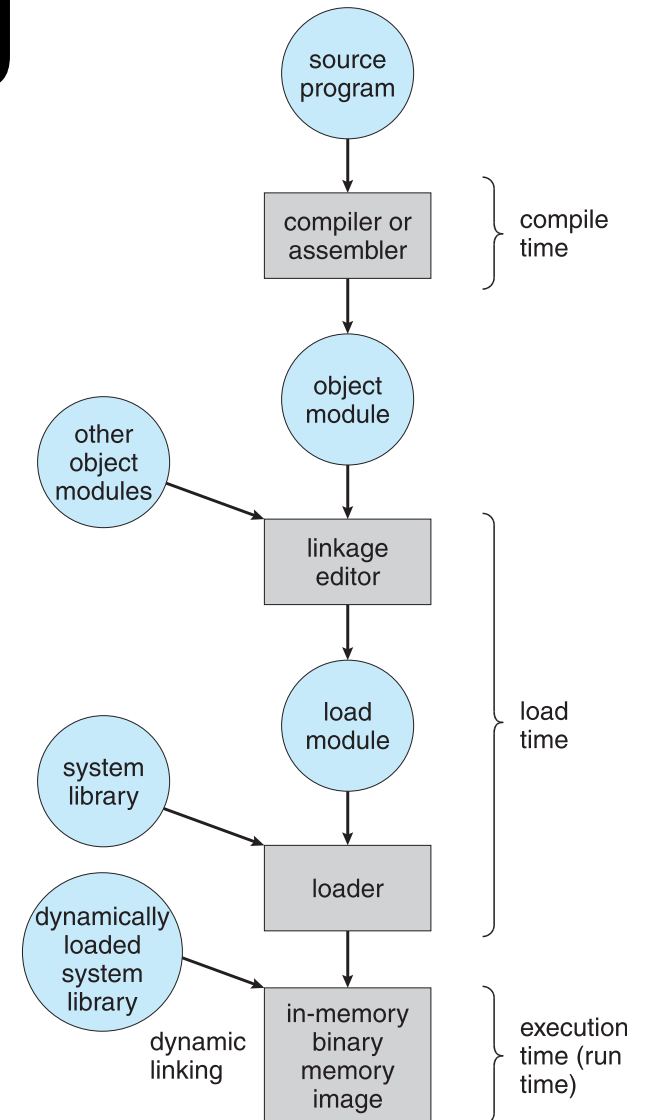 source
program
compiler or
assembler
compile
time
object
module
other
object
modules
linkage
editor
load
module
load
time
system
library
loader
dynamically
loaded
system
library
dynamic
linking
in-memory
binary
memory
image
execution
time (run
time)